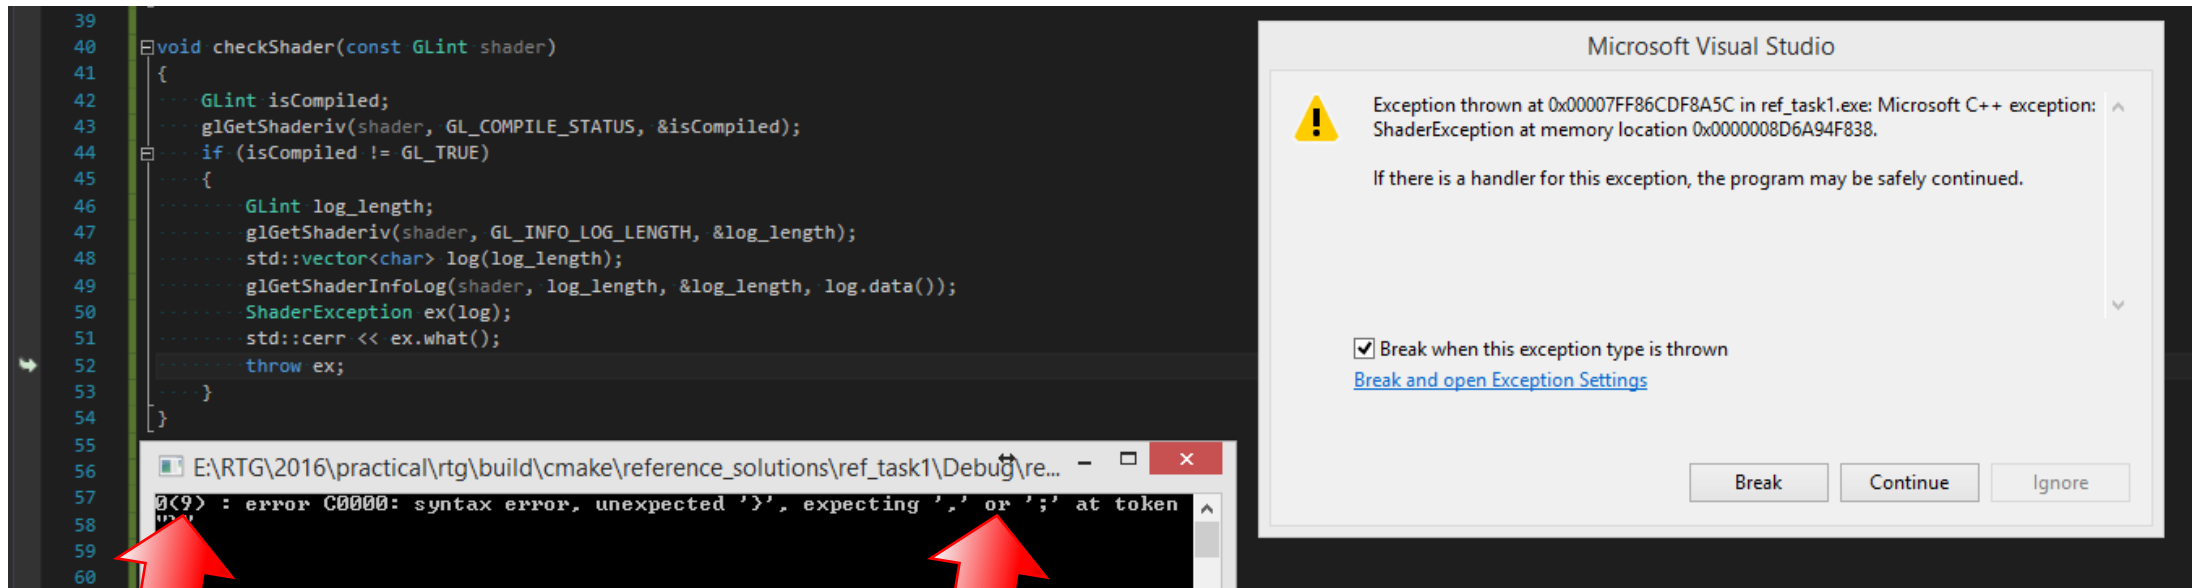 39
40 void checkShader(const GLint shader)
41 {
42 GLint isCompiled;
43 glGetShaderiv(shader, GL_COMPILE_STATUS, &isCompiled);
44 if (isCompiled != GL_TRUE)
45 {
46 GLint log_length;
47 glGetShaderiv(shader, GL_INFO_LOG_LENGTH, &log_length);
48 std::vector<char> log(log_length);
49 glGetShaderInfoLog(shader, log_length, &log_length, log.data());
50 ShaderException ex(log);
51 std::cerr << ex.what();
52 throw ex;
53 }
54 }
55
56
57
58
59
60
E:\RTG\2016\practical\rtg\build\cmake\reference_solutions\ref_task1\Debug\re...
0(9) : error C0000: syntax error, unexpected '}', expecting ',' or ';' at token
Microsoft Visual Studio
Exception thrown at 0x00007FF86CDF8A5C in ref_task1.exe: Microsoft C++ exception:
ShaderException at memory location 0x0000008D6A94F838.
If there is a handler for this exception, the program may be safely continued.
Break when this exception type is thrown
Break and open Exception Settings
Break Continue Ignore